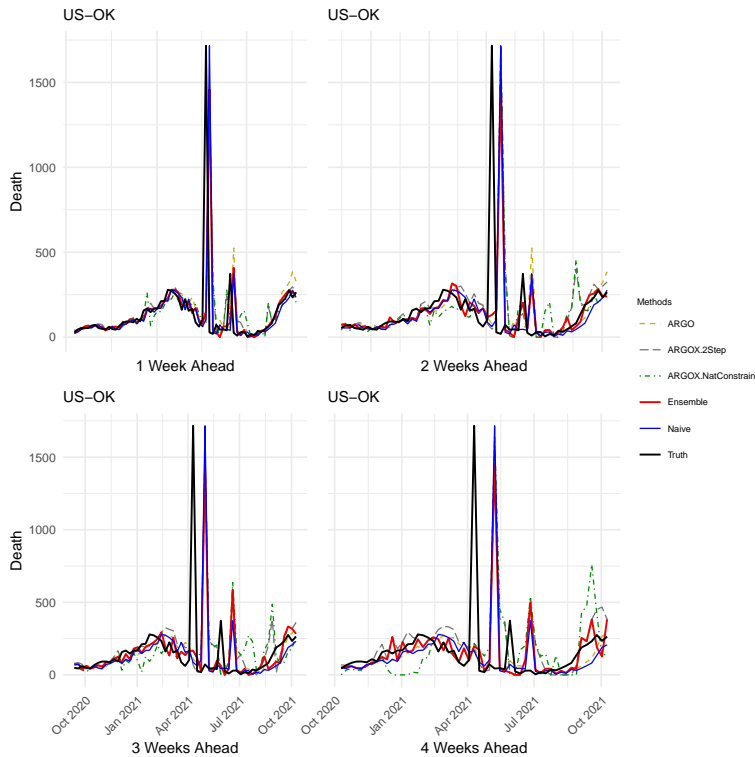 US−OK
US−OK
1500
1000
500
0
Death
1 Week Ahead
2 Weeks Ahead
US−OK
US−OK
1500
1000
500
0
Death
Oct 2020
Jan 2021
Apr 2021
Jul 2021
Oct 2021
Jan 2021
Apr 2021
Jul 2021
Oct 2021
Oct 2020
3 Weeks Ahead
4 Weeks Ahead
Methods
ARGO
ARGOX.2Step
ARGOX.NatConstrain
Ensemble
Naive
Truth